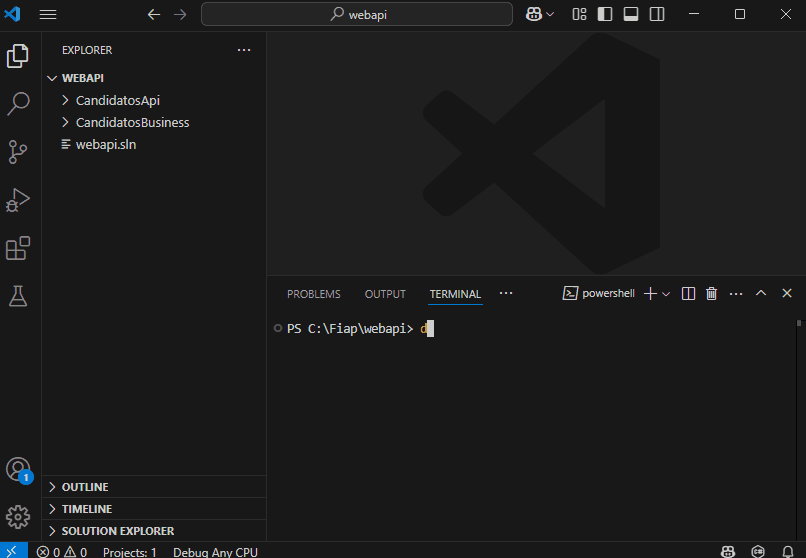 webapi
EXPLORER
WEBAPI
CandidatosApi
CandidatosBusiness
webapi.sln
PROBLEMS OUTPUT TERMINAL powershell
PS C:\Fiap\webapi> d
1
OUTLINE
TIMELINE
SOLUTION EXPLORER
0 0 Projects: 1 Debug Any CPU